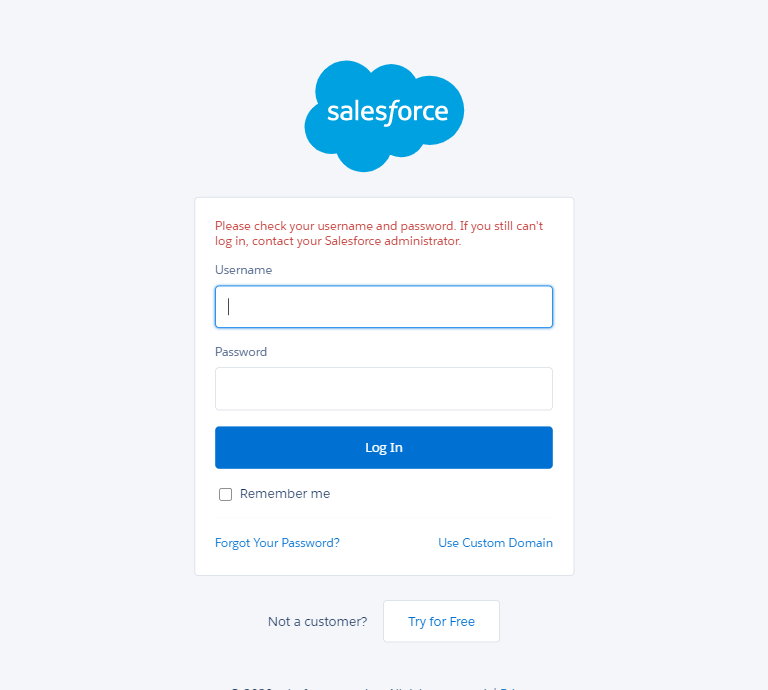 salesforce
Please check your username and password. If you still can't
log in, contact your Salesforce administrator.
Username
Password
Log In
Remember me
Forgot Your Password?
Use Custom Domain
Not a customer?
Try for Free